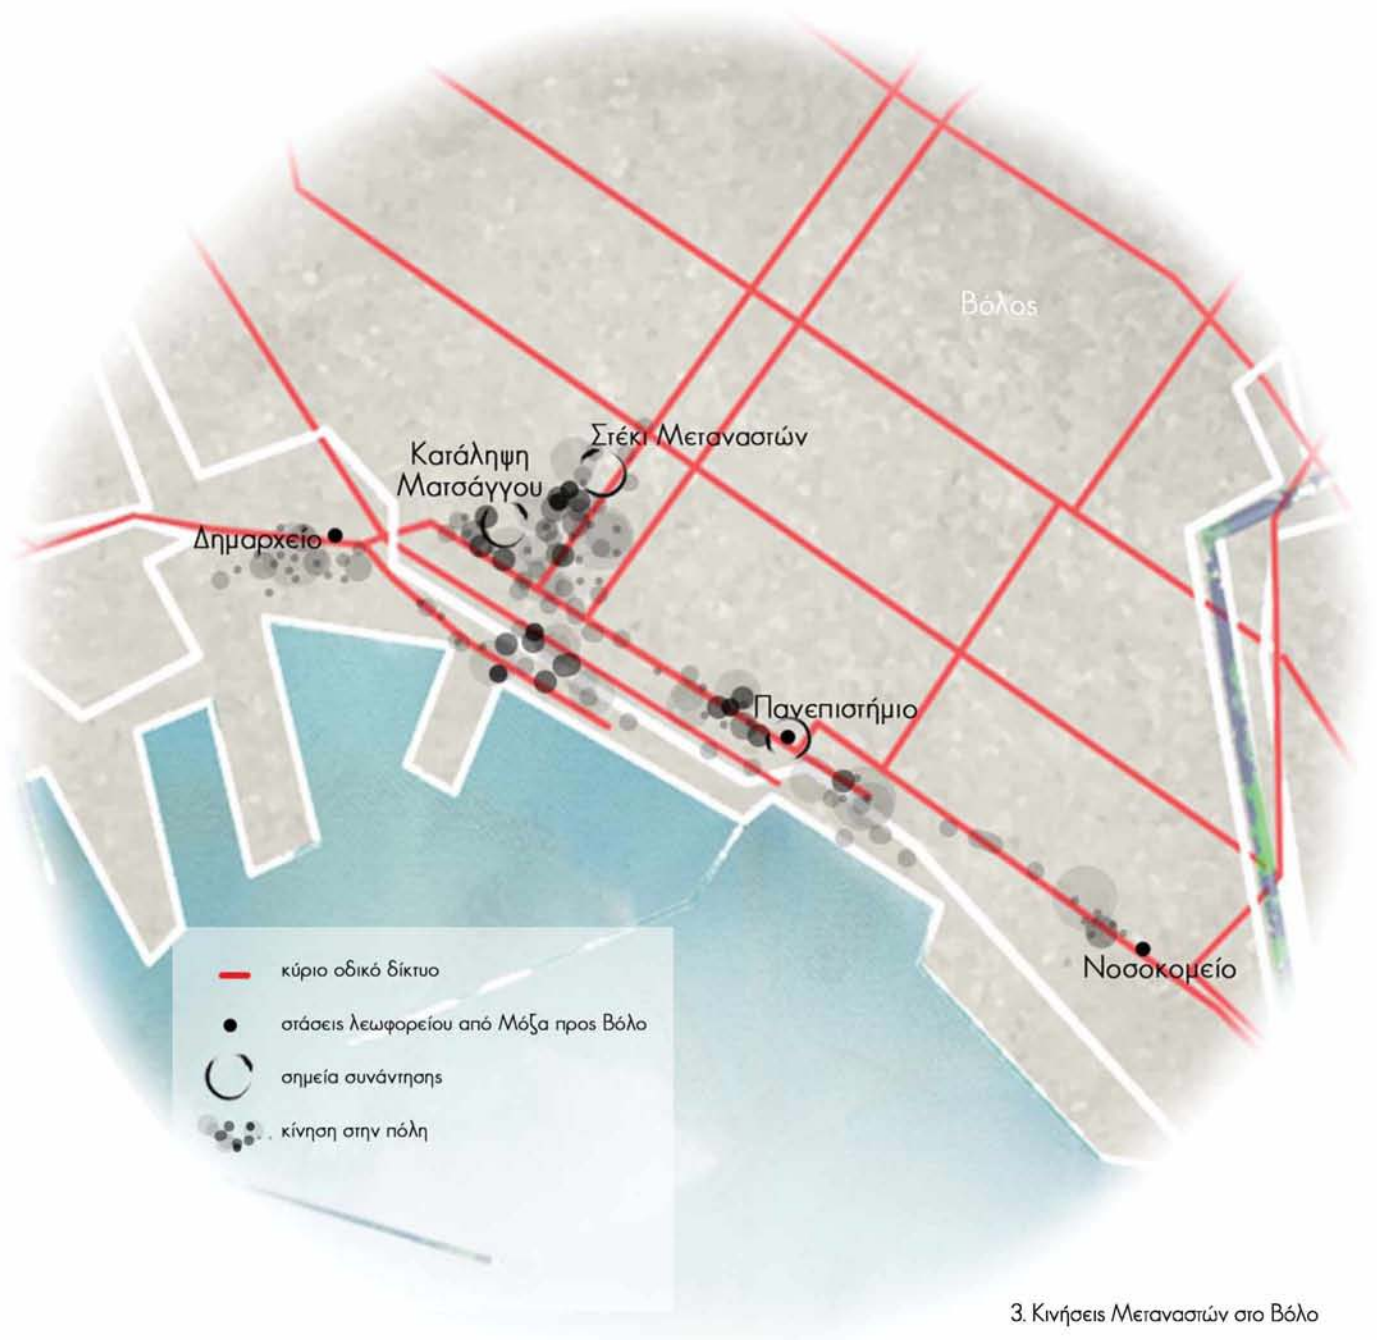 Βόλος
Στέκι Μεταναστών
Κατάληψη
Ματσάγγου
Δημαρχείο
Πανεπιστήμιο
Νοσοκομείο
κύριο οδικό δίκτυο
στάσεις λεωφορείου από Μόζα προς Βόλο
σημεία συνάντησης
κίνηση στην πόλη
3. Κινήσεις Μεταναστών στο Βόλο